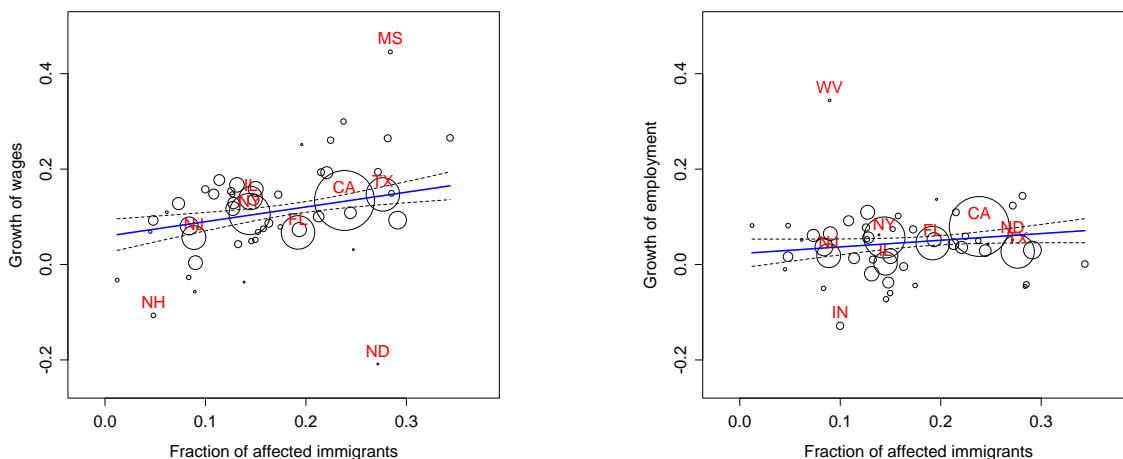 MS
0.4
Growth of wages
0.2
IL
NY
CA
TX
NJ
FL
0.0
NH
ND
-0.2
0.0 0.1 0.2 0.3
Fraction of affected immigrants
0.4
WV
Growth of employment
0.2
CA
NY
FL
ND
NJ
TX
IL
0.0
IN
-0.2
0.0 0.1 0.2 0.3
Fraction of affected immigrants